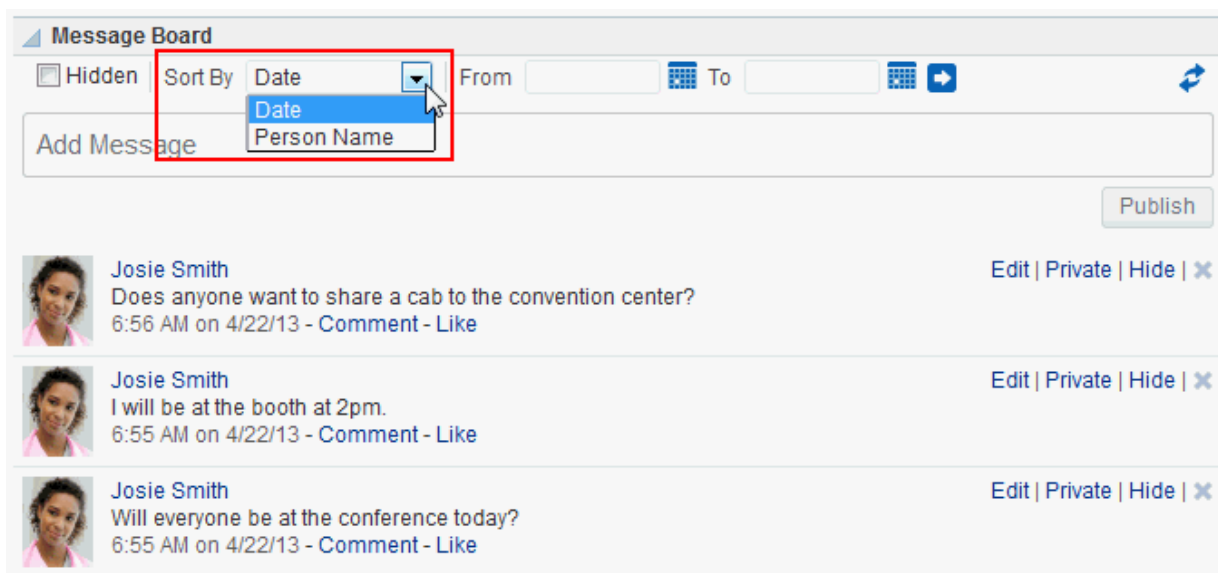 Message Board
Hidden Sort By Date From To
Date
Person Name
Add Message
Publish
Josie Smith Edit | Private | Hide |
Does anyone want to share a cab to the convention center?
6:56 AM on 4/22/13 - Comment - Like
Josie Smith Edit | Private | Hide |
I will be at the booth at 2pm.
6:55 AM on 4/22/13 - Comment - Like
Josie Smith Edit | Private | Hide |
Will everyone be at the conference today?
6:55 AM on 4/22/13 - Comment - Like